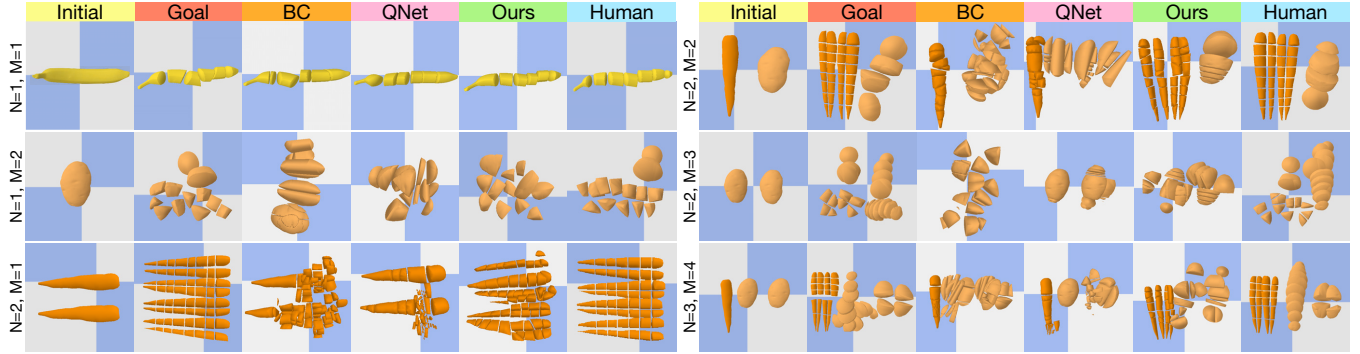 Initial Goal BC QNet Ours Human
N=1, M=1
N=1, M=2
N=2, M=1
Initial Goal BC QNet Ours Human
N=2, M=2
N=2, M=3
N=3, M=4